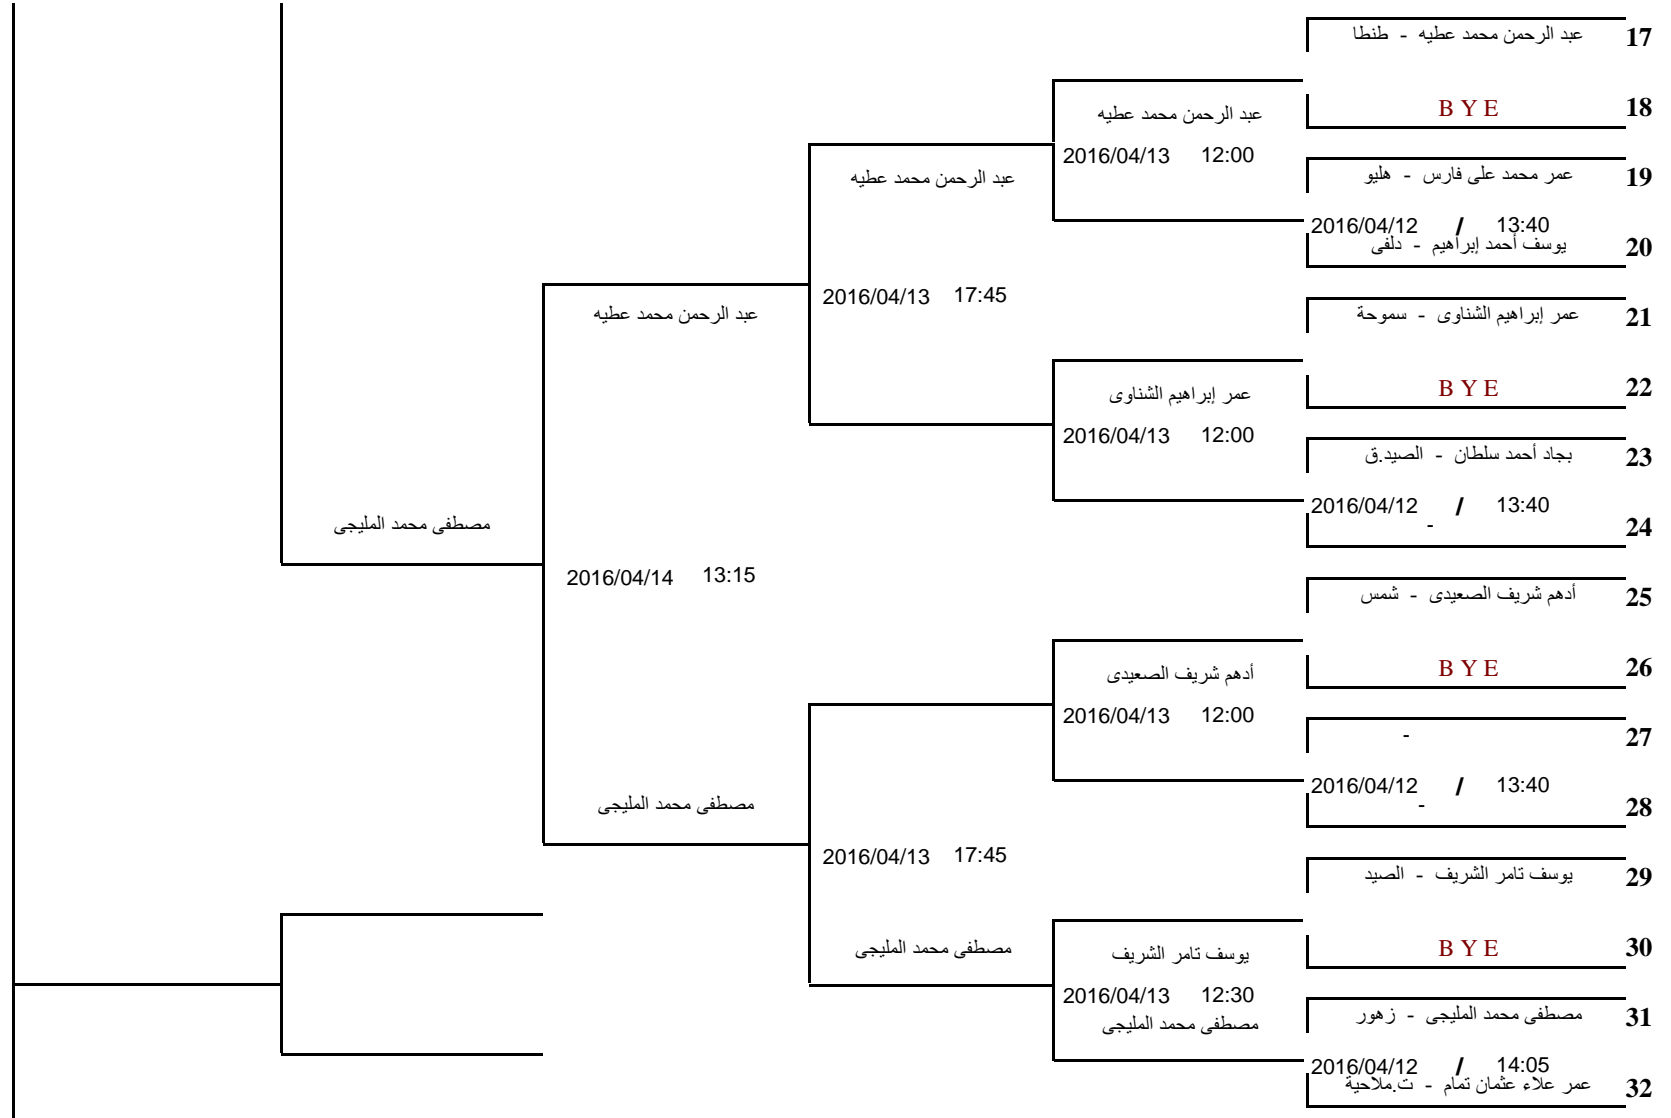 عبد الرحمن محمد عطيه - طنطا 17
B Y E 18
عبد الرحمن محمد عطيه
2016/04/13 12:00
عمر محمد على فارس - هليو 19
عبد الرحمن محمد عطيه
2016/04/12 / 13:40
يوسف أحمد إبراهيم - دلفى 20
2016/04/13 17:45
عمر إبراهيم الشناوى - سموحة 21
عبد الرحمن محمد عطيه
B Y E 22
عمر إبراهيم الشناوى
2016/04/13 12:00
بجاد أحمد سلطان - الصيد.ق 23
2016/04/12 / 13:40
- 24
مصطفى محمد المليجى
2016/04/14 13:15
أدهم شريف الصعيدى - شمس 25
B Y E 26
أدهم شريف الصعيدى
2016/04/13 12:00
- 27
2016/04/12 / 13:40
- 28
مصطفى محمد المليجى
2016/04/13 17:45
يوسف تامر الشريف - الصيد 29
B Y E 30
مصطفى محمد المليجى
يوسف تامر الشريف
2016/04/13 12:30
مصطفى محمد المليجى
مصطفى محمد المليجى - زهور 31
2016/04/12 / 14:05
عمر علاء عثمان تمام - ت.ملاحية 32